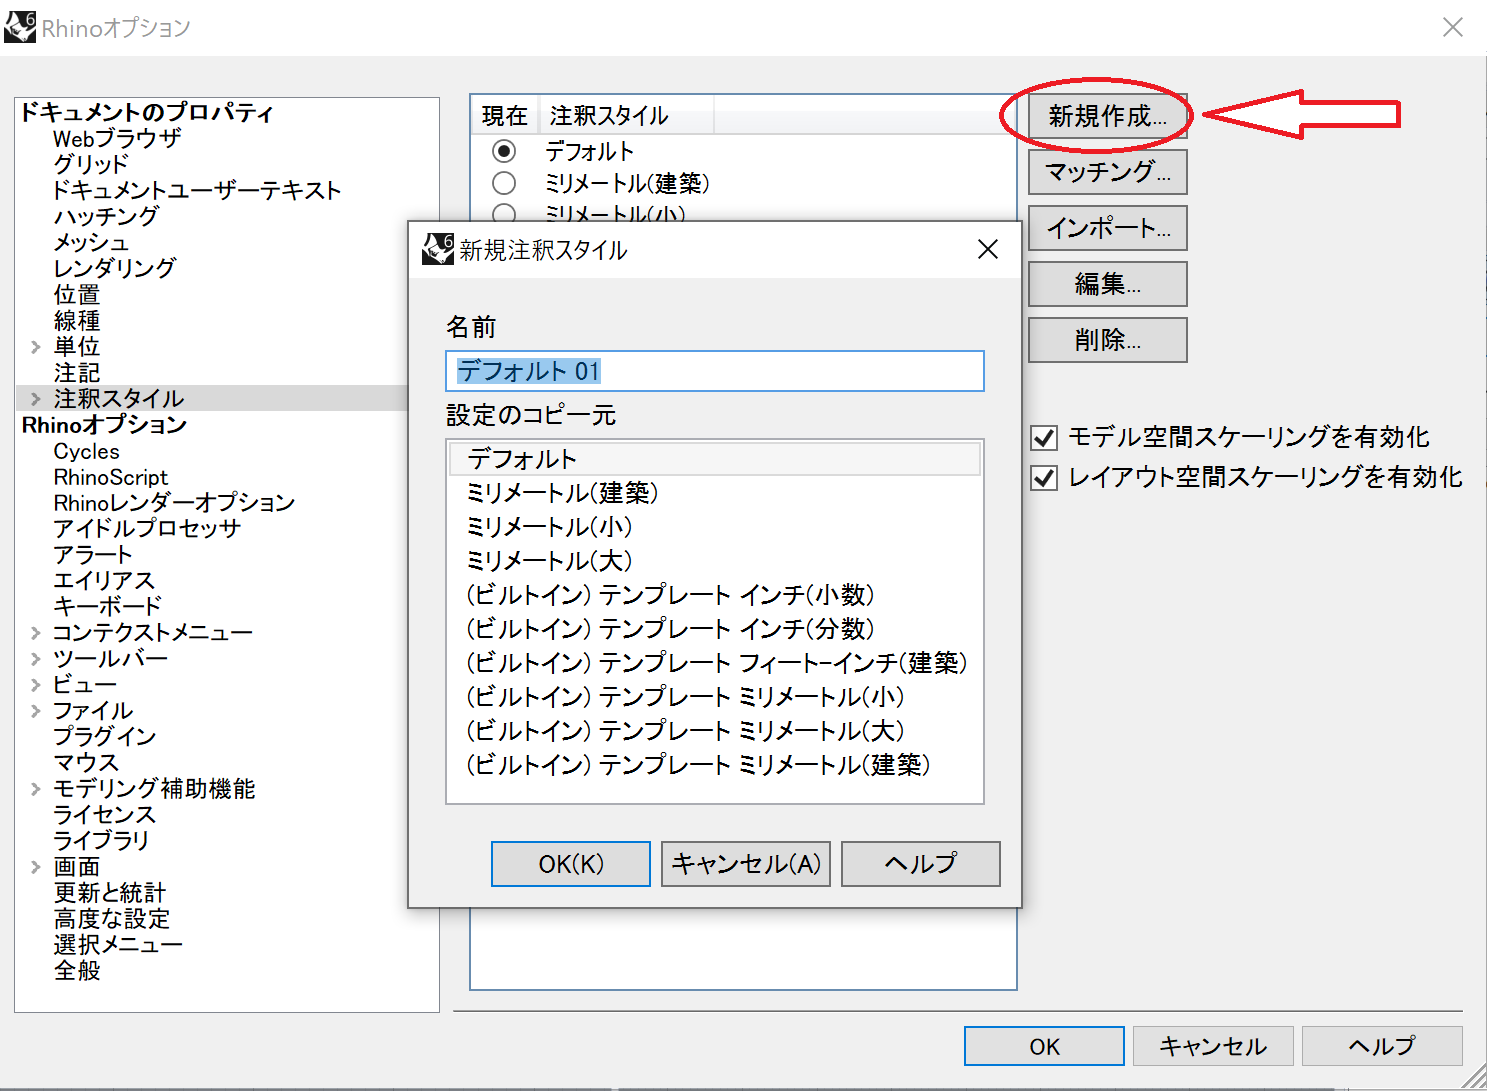 Rhinoオプション
ドキュメントのプロパティ
Webブラウザ
グリッド
ドキュメントユーザーテキスト
ハッチング
メッシュ
レンダリング
位置
線種
単位
注記
注釈スタイル
Rhinoオプション
Cycles
RhinoScript
Rhinoレンダーオプション
アイドルプロセッサ
アラート
エイリアス
キーボード
コンテクストメニュー
ツールバー
ビュー
ファイル
プラグイン
マウス
モデリング補助機能
ライセンス
ライブラリ
画面
更新と統計
高度な設定
選択メニュー
全般
現在 注釈スタイル
デフォルト
ミリメートル(建築)
ミリメートル(小)
新規作成...
マッチング...
インポート...
編集...
削除...
モデル空間スケーリングを有効化
レイアウト空間スケーリングを有効化
新規注釈スタイル
名前
デフォルト 01
設定のコピー元
デフォルト
ミリメートル(建築)
ミリメートル(小)
ミリメートル(大)
(ビルトイン) テンプレート インチ(小数)
(ビルトイン) テンプレート インチ(分数)
(ビルトイン) テンプレート フィート-インチ(建築)
(ビルトイン) テンプレート ミリメートル(小)
(ビルトイン) テンプレート ミリメートル(大)
(ビルトイン) テンプレート ミリメートル(建築)
OK(K) キャンセル(A) ヘルプ
OK キャンセル ヘルプ